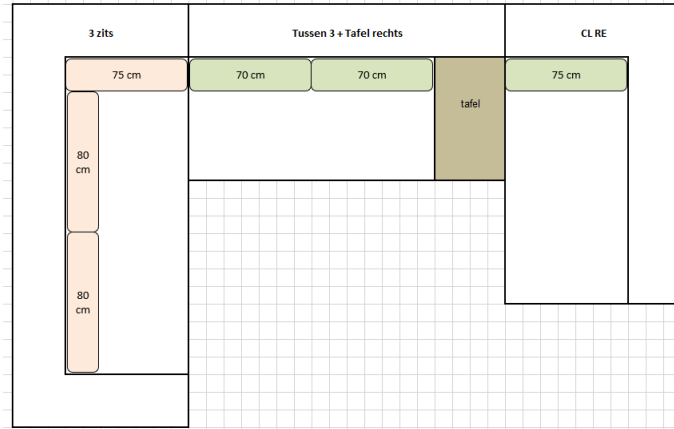 3 zits
Tussen 3 + Tafel rechts
CL RE
75 cm
70 cm
70 cm
tafel
75 cm
80
cm
80
cm